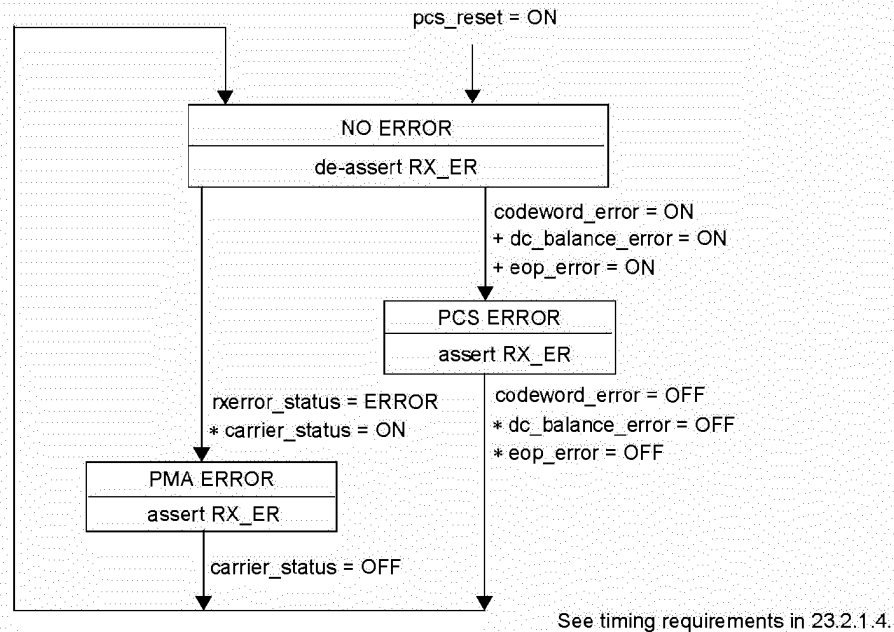 pcs_reset = ON
NO ERROR
de-assert RX_ER
codeword_error = ON
+ dc_balance_error = ON
+ eop_error = ON
PCS ERROR
assert RX_ER
rxerror_status = ERROR
* carrier_status = ON
codeword_error = OFF
* dc_balance_error = OFF
* eop_error = OFF
PMA ERROR
assert RX_ER
carrier_status = OFF
See timing requirements in 23.2.1.4.